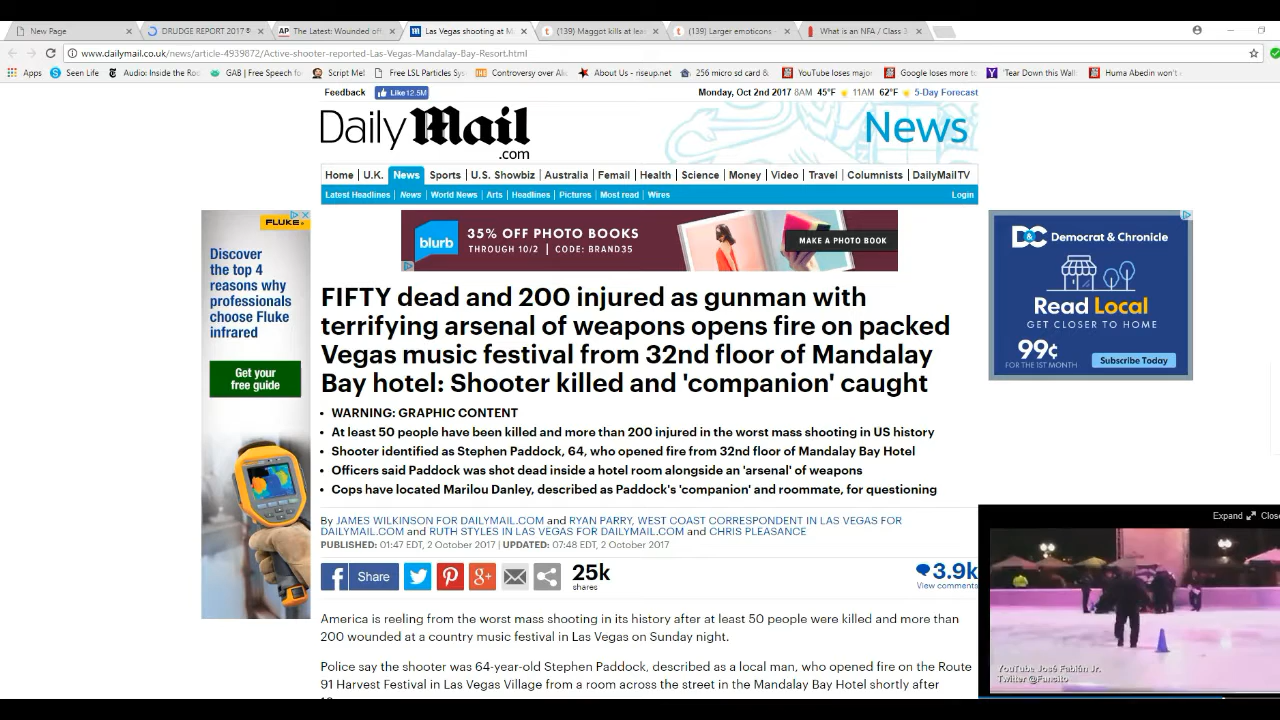 New Page
DRUDGE REPORT 2017®
AP The Latest: Wounded off
Las Vegas shooting at M
(139) Maggot kills at lea
(139) Larger emoticons -
What is an NFA / Class 3
www.dailymail.co.uk/news/article-4939872/Active-shooter-reported-Las-Vegas-Mandalay-Bay-Resort.html
Apps
Seen Life
Audio: Inside the Ro
GAB | Free Speech fo
Script Me!
Free LSL Particles Sys
Controversy over Ali
About Us - riseup.net
256 micro sd card &
YouTube loses major
Google loses more to
'Tear Down this Wall
Huma Abedin won't
Feedback
Like 12.5M
Monday, Oct 2nd 2017 8AM 45°F 11AM 62°F 5-Day Forecast
Daily Mail
.com
News
Home U.K. News Sports U.S. Showbiz Australia Femail Health Science Money Video Travel Columnists DailyMailTV
Latest Headlines News World News Arts Headlines Pictures Most read Wires Login
FLUKE.
Discover
the top 4
reasons why
professionals
choose Fluke
infrared
Get your
free guide
blurb
35% OFF PHOTO BOOKS
THROUGH 10/2 | CODE: BRAND35
MAKE A PHOTO BOOK
D&C Democrat & Chronicle
Read Local
GET CLOSER TO HOME
99¢
FOR THE 1ST MONTH
Subscribe Today
FIFTY dead and 200 injured as gunman with
terrifying arsenal of weapons opens fire on packed
Vegas music festival from 32nd floor of Mandalay
Bay hotel: Shooter killed and 'companion' caught
• WARNING: GRAPHIC CONTENT
• At least 50 people have been killed and more than 200 injured in the worst mass shooting in US history
• Shooter identified as Stephen Paddock, 64, who opened fire from 32nd floor of Mandalay Bay Hotel
• Officers said Paddock was shot dead inside a hotel room alongside an 'arsenal' of weapons
• Cops have located Marilou Danley, described as Paddock's 'companion' and roommate, for questioning
By JAMES WILKINSON FOR DAILYMAIL.COM and RYAN PARRY, WEST COAST CORRESPONDENT IN LAS VEGAS FOR
DAILYMAIL.COM and RUTH STYLES IN LAS VEGAS FOR DAILYMAIL.COM and CHRIS PLEASANCE
PUBLISHED: 01:47 EDT, 2 October 2017 | UPDATED: 07:48 EDT, 2 October 2017
Share
25k
shares
3.9k
View comments
Expand
Close
YouTube José Fabián Jr.
Twitter @Funsito
America is reeling from the worst mass shooting in its history after at least 50 people were killed and more than
200 wounded at a country music festival in Las Vegas on Sunday night.
Police say the shooter was 64-year-old Stephen Paddock, described as a local man, who opened fire on the Route
91 Harvest Festival in Las Vegas Village from a room across the street in the Mandalay Bay Hotel shortly after